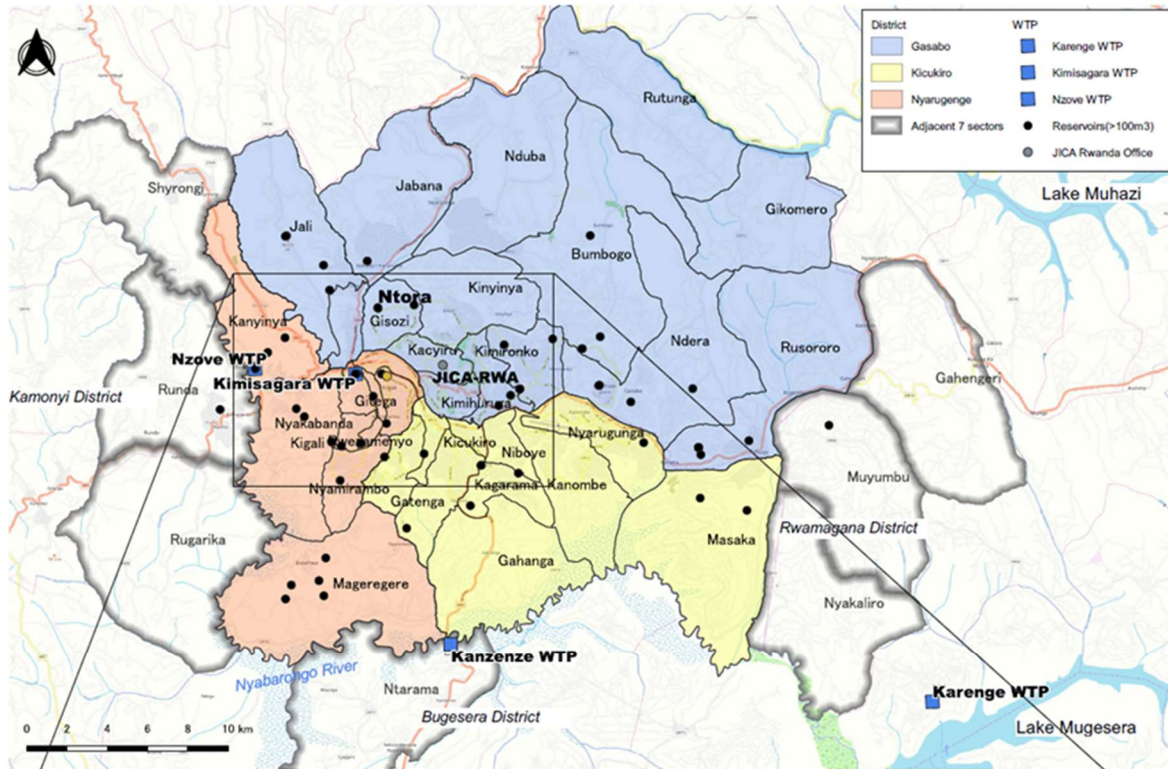 District
Gasabo
Kicukiro
Nyarugenge
Adjacent 7 sectors
WTP
Karenge WTP
Kimisagara WTP
Nzove WTP
Reservoirs(>100m3)
JICA Rwanda Office
Rutunga
Nduba
Shyrongi
Jabana
Lake Muhazi
Gikomero
Jali
Bumbogo
Kinyinya
Ntora
Gisozi
Kanyinya
Ndera
Rusororo
Kacyiru
Kimironko
Nzove WTP
Gahengeri
Runda
Kimisagara WTP
JICA-RWA
Kamonyi District
Gitega
Kimihurura
Nyakabanda
Nyarugunga
Kigali
Kicukiro
Niboye
Muyumbu
Kagarama
Kanombe
Nyamirambo
Gatenga
Rwamagana District
Rugarika
Masaka
Gahanga
Mageregere
Nyakaliro
Kanzenze WTP
Nyabarongo River
Ntarama
Karenge WTP
Bugesera District
Lake Mugesera
0 2 4 6 8 10 km